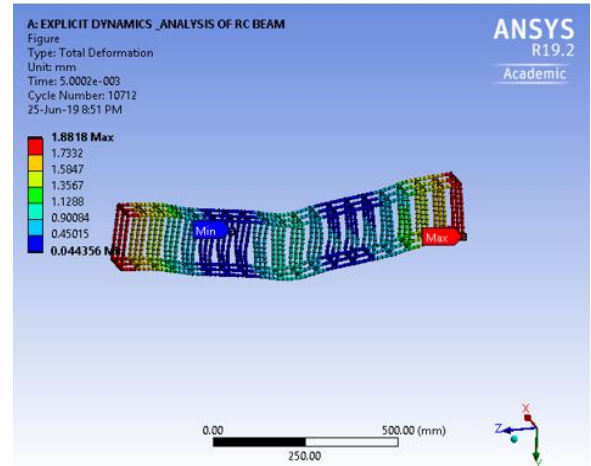 A: EXPLICIT DYNAMICS _ANALYSIS OF RC BEAM
Figure
Type: Total Deformation
Unit: mm
Time: 5.0002e-003
Cycle Number: 10712
25-Jun-19 8:51 PM
ANSYS
R19.2
Academic
1.8818 Max
1.7332
1.5847
1.3567
1.1288
0.90084
0.45015
0.044356 M
Min
Max
0.00
500.00 (mm)
250.00
X
Z
Y